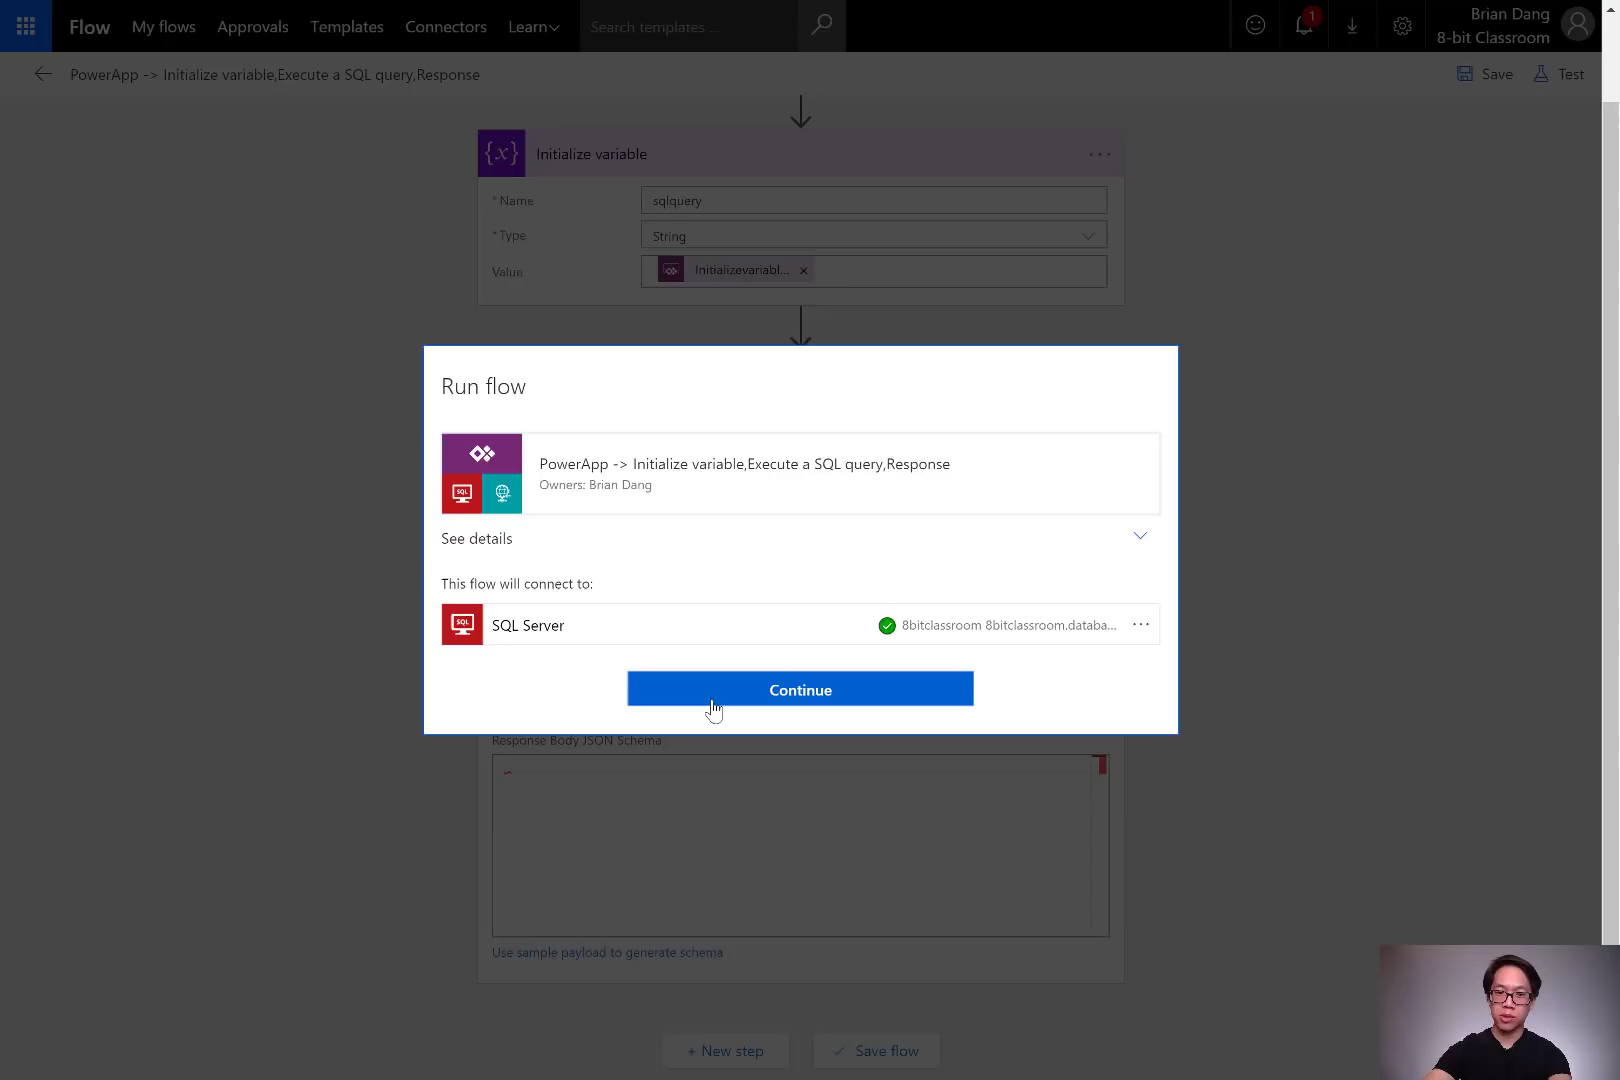 Flow
My flows
Approvals
Templates
Connectors
Learn
Search templates ...
1
Brian Dang
8-bit Classroom
PowerApp -> Initialize variable,Execute a SQL query,Response
Save
Test
{x}
Initialize variable
* Name
sqlquery
* Type
String
Value
Initializevariabl...
Run flow
PowerApp -> Initialize variable,Execute a SQL query,Response
Owners: Brian Dang
SQL
See details
This flow will connect to:
SQL
SQL Server
8bitclassroom 8bitclassroom.databa...
Continue
Response Body JSON Schema
Use sample payload to generate schema
+ New step
Save flow